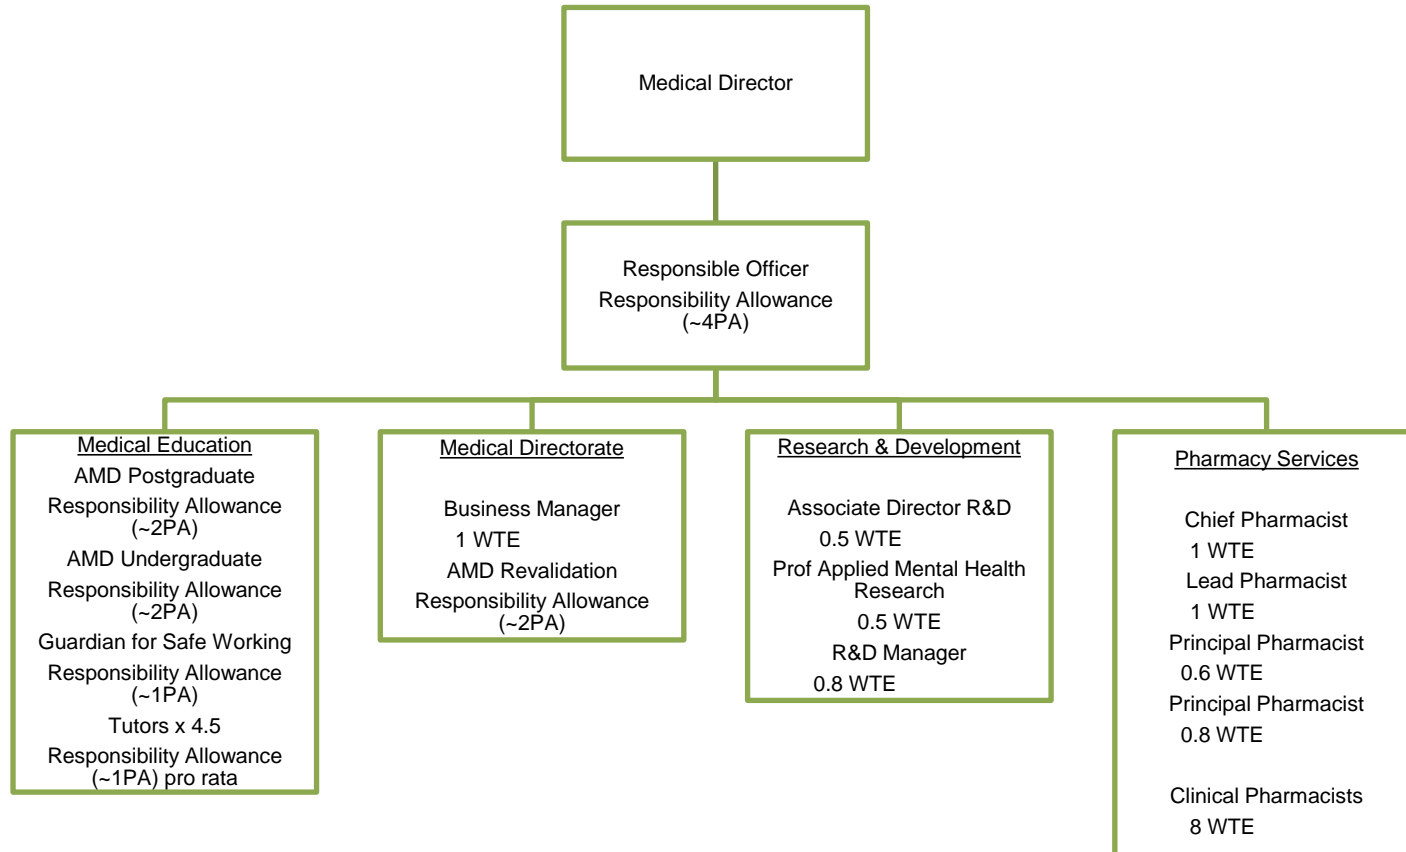 Medical Director
Responsible Officer
Responsibility Allowance
(~4PA)
Medical Education
AMD Postgraduate
Responsibility Allowance
(~2PA)
AMD Undergraduate
Responsibility Allowance
(~2PA)
Guardian for Safe Working
Responsibility Allowance
(~1PA)
Tutors x 4.5
Responsibility Allowance
(~1PA) pro rata
Medical Directorate
Business Manager
1 WTE
AMD Revalidation
Responsibility Allowance
(~2PA)
Research & Development
Associate Director R&D
0.5 WTE
Prof Applied Mental Health
Research
0.5 WTE
R&D Manager
0.8 WTE
Pharmacy Services
Chief Pharmacist
1 WTE
Lead Pharmacist
1 WTE
Principal Pharmacist
0.6 WTE
Principal Pharmacist
0.8 WTE
Clinical Pharmacists
8 WTE